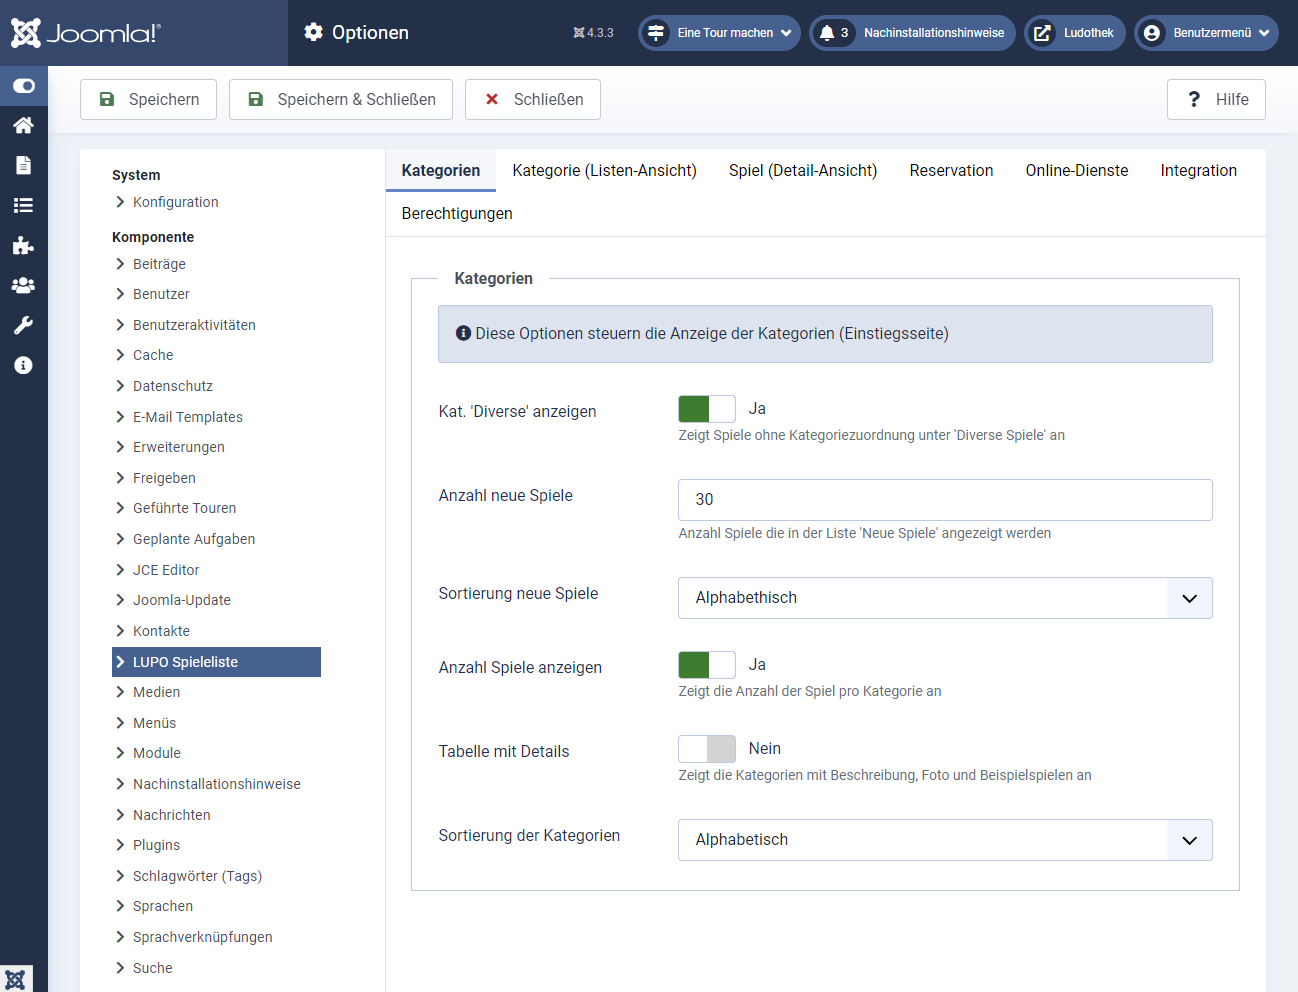 Joomla!®
Optionen
4.3.3
Eine Tour machen
3 Nachinstallationshinweise
Ludothek
Benutzermenü
Speichern
Speichern & Schließen
Schließen
Hilfe
System
Konfiguration
Komponente
Beiträge
Benutzer
Benutzeraktivitäten
Cache
Datenschutz
E-Mail Templates
Erweiterungen
Freigeben
Geführte Touren
Geplante Aufgaben
JCE Editor
Joomla-Update
Kontakte
LUPO Spieleliste
Medien
Menüs
Module
Nachinstallationshinweise
Nachrichten
Plugins
Schlagwörter (Tags)
Sprachen
Sprachverknüpfungen
Suche
Kategorien
Kategorie (Listen-Ansicht)
Spiel (Detail-Ansicht)
Reservation
Online-Dienste
Integration
Berechtigungen
Kategorien
Diese Optionen steuern die Anzeige der Kategorien (Einstiegsseite)
Kat. 'Diverse' anzeigen
Ja
Zeigt Spiele ohne Kategoriezuordnung unter 'Diverse Spiele' an
Anzahl neue Spiele
30
Anzahl Spiele die in der Liste 'Neue Spiele' angezeigt werden
Sortierung neue Spiele
Alphabethisch
Anzahl Spiele anzeigen
Ja
Zeigt die Anzahl der Spiel pro Kategorie an
Tabelle mit Details
Nein
Zeigt die Kategorien mit Beschreibung, Foto und Beispielspielen an
Sortierung der Kategorien
Alphabetisch